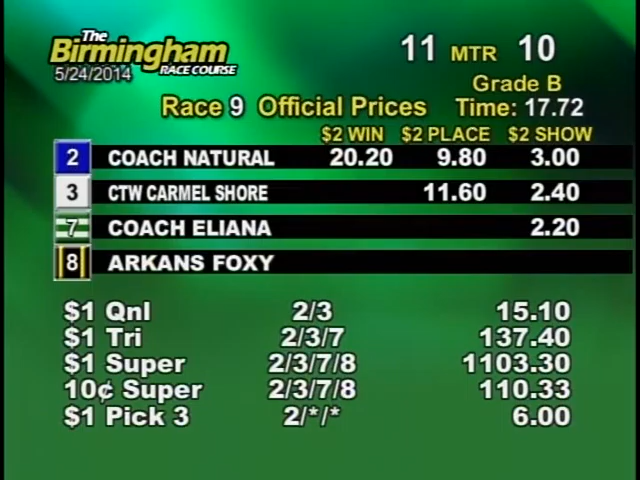 The
Birmingham
RACE COURSE
5/24/2014
11 MTR 10
Grade B
Race 9 Official Prices Time: 17.72
$2 WIN $2 PLACE $2 SHOW
2 COACH NATURAL 20.20 9.80 3.00
3 CTW CARMEL SHORE 11.60 2.40
7 COACH ELIANA 2.20
8 ARKANS FOXY
$1 Qnl 2/3 15.10
$1 Tri 2/3/7 137.40
$1 Super 2/3/7/8 1103.30
10¢ Super 2/3/7/8 110.33
$1 Pick 3 2/*/* 6.00